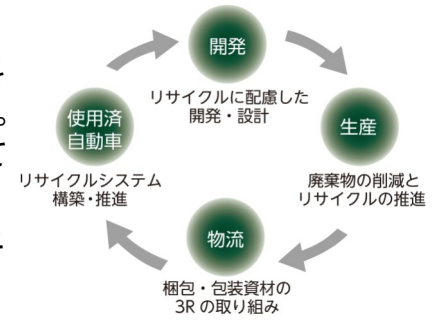 開発
リサイクルに配慮した
開発・設計
生産
廃棄物の削減と
リサイクルの推進
物流
梱包・包装資材の
3Rの取り組み
使用済
自動車
リサイクルシステム
構築・推進